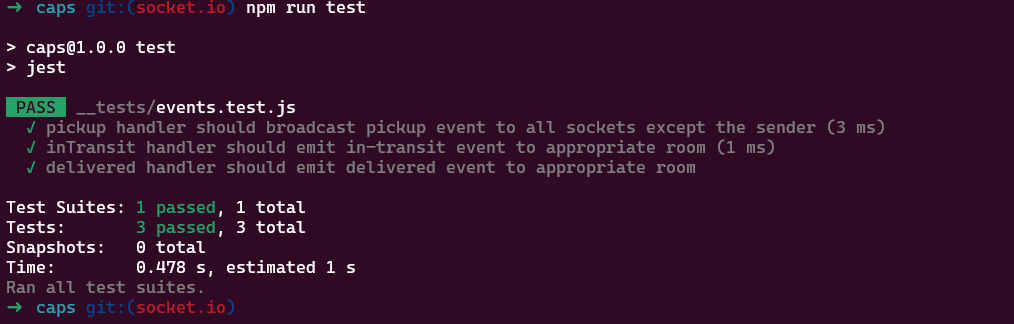 ➜ caps git:(socket.io) npm run test
> caps@1.0.0 test
> jest
PASS __tests/events.test.js
✓ pickup handler should broadcast pickup event to all sockets except the sender (3 ms)
✓ inTransit handler should emit in-transit event to appropriate room (1 ms)
✓ delivered handler should emit delivered event to appropriate room
Test Suites: 1 passed, 1 total
Tests: 3 passed, 3 total
Snapshots: 0 total
Time: 0.478 s, estimated 1 s
Ran all test suites.
➜ caps git:(socket.io)